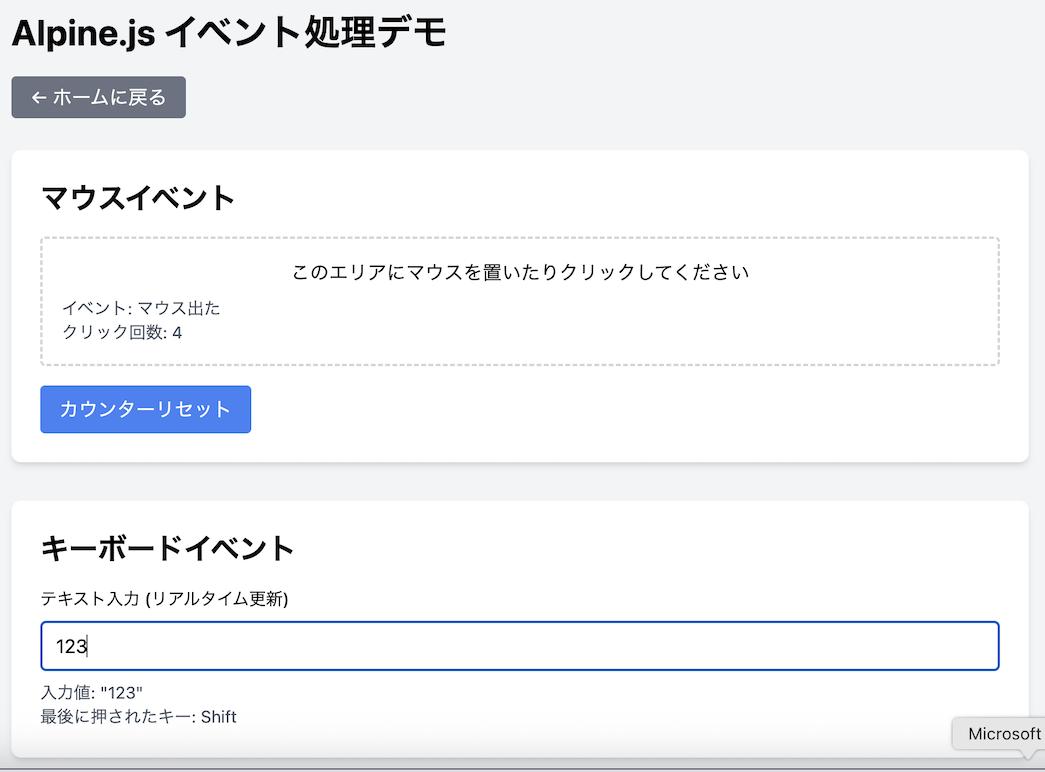 Alpine.js イベント処理デモ
← ホームに戻る
マウスイベント
このエリアにマウスを置いたりクリックしてください
イベント: マウス出た
クリック回数: 4
カウンターリセット
キーボードイベント
テキスト入力 (リアルタイム更新)
123
入力値: "123"
最後に押されたキー: Shift
Microsoft